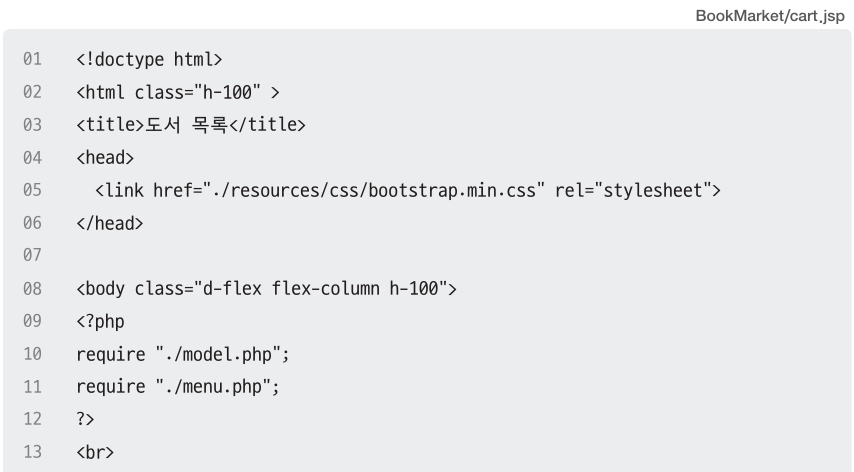 BookMarket/cart.jsp
01 <!doctype html>
02 <html class="h-100" >
03 <title>도서 목록</title>
04 <head>
05   <link href="./resources/css/bootstrap.min.css" rel="stylesheet">
06 </head>
07
08 <body class="d-flex flex-column h-100">
09 <?php
10 require "./model.php";
11 require "./menu.php";
12 ?>
13 <br>